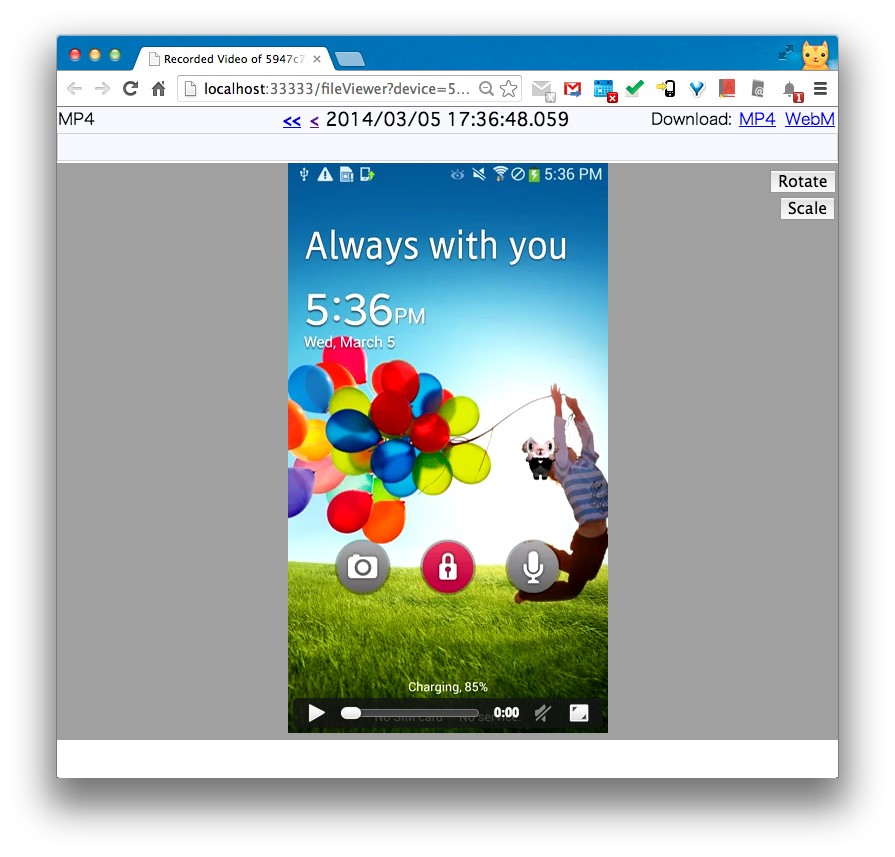 Recorded Video of 5947c7
localhost:33333/fileViewer?device=5...
MP4 << < 2014/03/05 17:36:48.059 Download: MP4 WebM
Rotate
Scale
5:36 PM
Always with you
5:36PM
Wed, March 5
Charging, 85%
No SIM card No service.
0:00